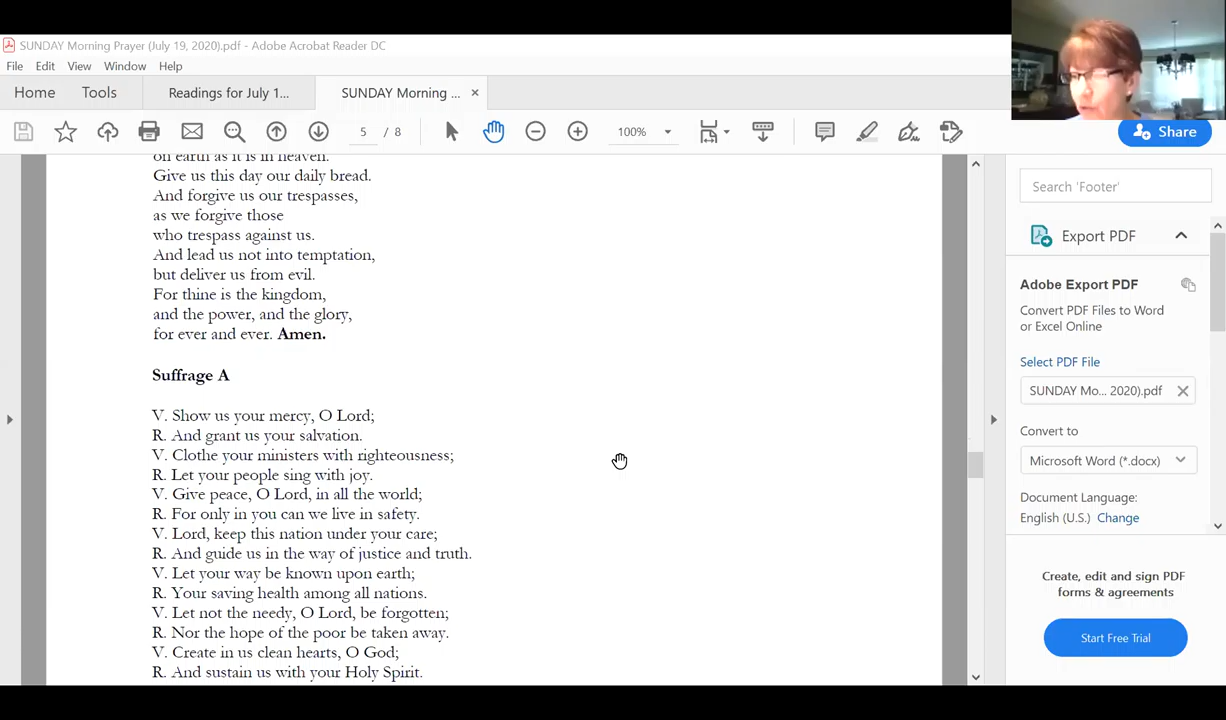 SUNDAY Morning Prayer (July 19, 2020).pdf - Adobe Acrobat Reader DC
File Edit View Window Help
Home Tools Readings for July 1... SUNDAY Morning ... ×
5 / 8 100%
Share
on earth as it is in heaven.
Give us this day our daily bread.
And forgive us our trespasses,
as we forgive those
who trespass against us.
And lead us not into temptation,
but deliver us from evil.
For thine is the kingdom,
and the power, and the glory,
for ever and ever. Amen.
Suffrage A
V. Show us your mercy, O Lord;
R. And grant us your salvation.
V. Clothe your ministers with righteousness;
R. Let your people sing with joy.
V. Give peace, O Lord, in all the world;
R. For only in you can we live in safety.
V. Lord, keep this nation under your care;
R. And guide us in the way of justice and truth.
V. Let your way be known upon earth;
R. Your saving health among all nations.
V. Let not the needy, O Lord, be forgotten;
R. Nor the hope of the poor be taken away.
V. Create in us clean hearts, O God;
R. And sustain us with your Holy Spirit.
Search 'Footer'
Export PDF
Adobe Export PDF
Convert PDF Files to Word
or Excel Online
Select PDF File
SUNDAY Mo... 2020).pdf
Convert to
Microsoft Word (*.docx)
Document Language:
English (U.S.) Change
Create, edit and sign PDF
forms & agreements
Start Free Trial